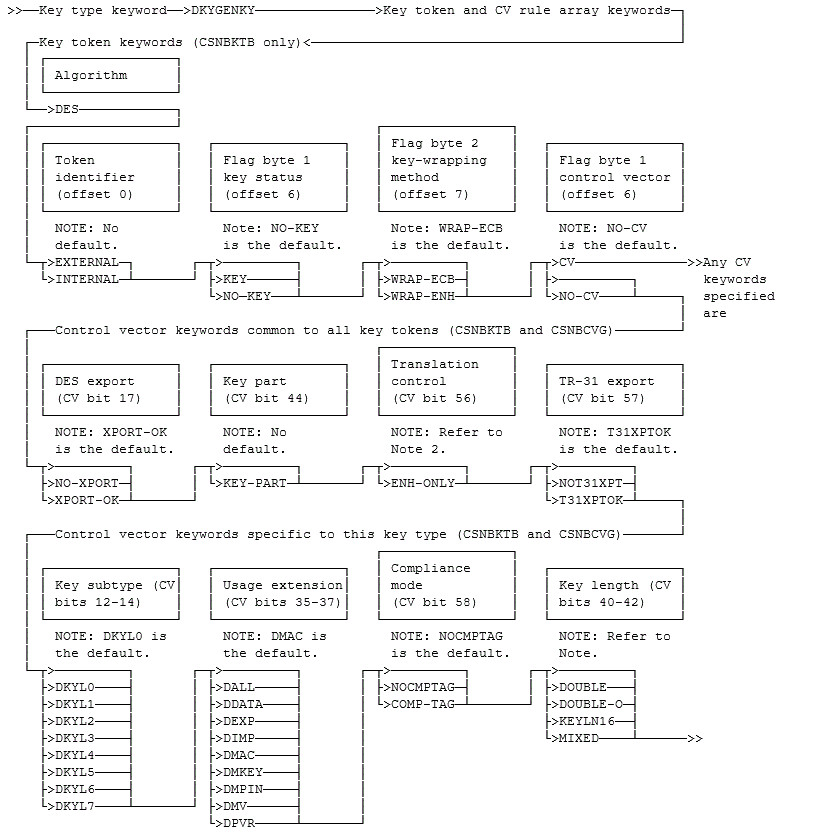 >>—Key type keyword—>DKYGENKY—>Key token and CV rule array keywords
Key token keywords (CSNBKTB only)<
Algorithm
>DES
Flag byte 2
Token Flag byte 1 key-wrapping Flag byte 1
identifier key status method control vector
(offset 0) (offset 6) (offset 7) (offset 6)
NOTE: No Note: NO-KEY Note: WRAP-ECB NOTE: NO-CV
default. is the default. is the default. is the default.
>EXTERNAL > > >CV >>Any CV
>INTERNAL >KEY >WRAP-ECB > keywords
>NO-KEY >WRAP-ENH >NO-CV specified
are
Control vector keywords common to all key tokens (CSNBKTB and CSNBCVG)
Translation
DES export Key part control TR-31 export
(CV bit 17) (CV bit 44) (CV bit 56) (CV bit 57)
NOTE: XPORT-OK NOTE: No NOTE: Refer to NOTE: T31XPTOK
is the default. default. Note 2. is the default.
> > > >
>NO-XPORT >KEY-PART >ENH-ONLY >NOT31XPT
>XPORT-OK >T31XPTOK
Control vector keywords specific to this key type (CSNBKTB and CSNBCVG)
Compliance
Key subtype (CV Usage extension mode Key length (CV
bits 12-14) (CV bits 35-37) (CV bit 58) bits 40-42)
NOTE: DKYL0 is NOTE: DMAC is NOTE: NOCMPTAG NOTE: Refer to
the default. the default. is the default. Note.
> > > >
>DKYL0 >DALL >NOCMPTAG >DOUBLE
>DKYL1 >DDATA >COMP-TAG >DOUBLE-O
>DKYL2 >DEXP >KEYLN16
>DKYL3 >DIMP >MIXED >>
>DKYL4 >DMAC
>DKYL5 >DMKEY
>DKYL6 >DMPIN
>DKYL7 >DMV
>DPVR